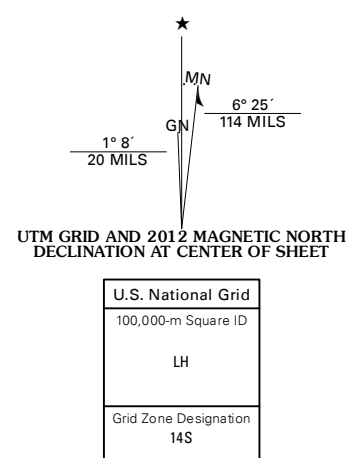 ★
MN
GN
6° 25´
114 MILS
1° 8´
20 MILS
UTM GRID AND 2012 MAGNETIC NORTH
DECLINATION AT CENTER OF SHEET
U.S. National Grid
100,000-m Square ID
LH
Grid Zone Designation
14S